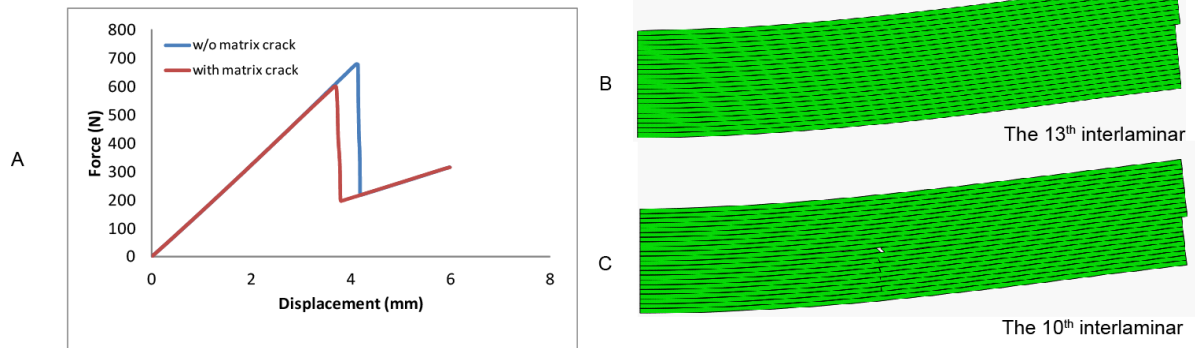 A
800
700
600
500
400
300
200
100
0
Force (N)
w/o matrix crack
with matrix crack
0 2 4 6 8
Displacement (mm)
B
The 13th interlaminar
C
The 10th interlaminar